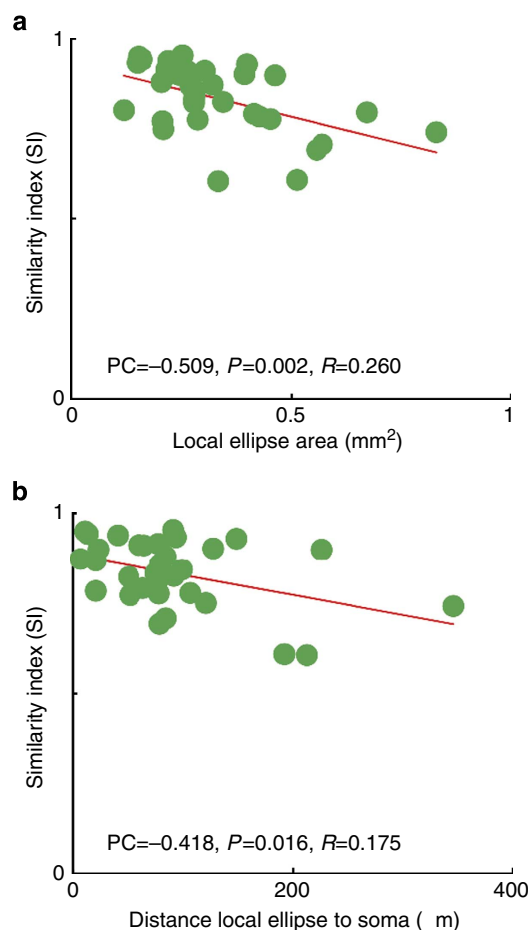 a
1
Similarity index (SI)
PC=–0.509, P=0.002, R=0.260
0
0 0.5 1
Local ellipse area (mm²)
b
1
Similarity index (SI)
PC=–0.418, P=0.016, R=0.175
0
0 200 400
Distance local ellipse to soma ( m)